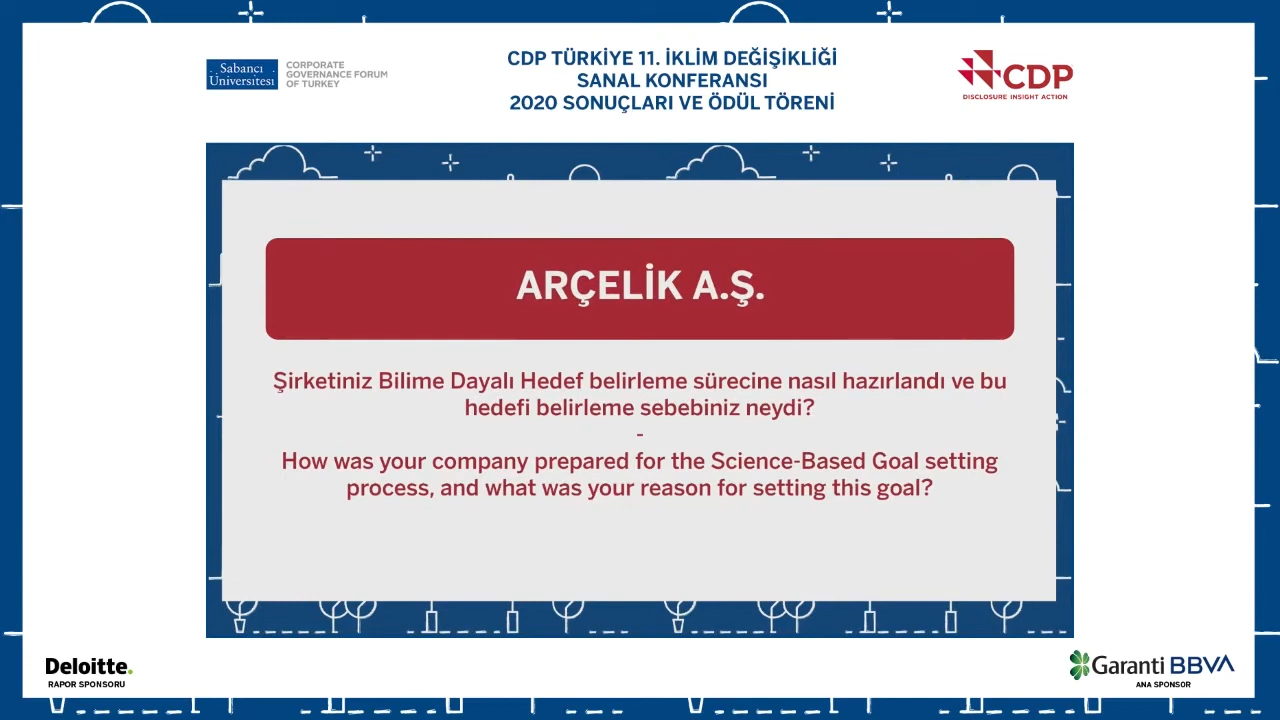 Sabancı
Üniversitesi
CORPORATE
GOVERNANCE FORUM
OF TURKEY
CDP TÜRKİYE 11. İKLİM DEĞİŞİKLİĞİ
SANAL KONFERANSI
2020 SONUÇLARI VE ÖDÜL TÖRENİ
CDP
DISCLOSURE INSIGHT ACTION
ARÇELİK A.Ş.
Şirketiniz Bilime Dayalı Hedef belirleme sürecine nasıl hazırlandı ve bu
hedefi belirleme sebebiniz neydi?
-
How was your company prepared for the Science-Based Goal setting
process, and what was your reason for setting this goal?
Deloitte.
RAPOR SPONSORU
Garanti BBVA
ANA SPONSOR